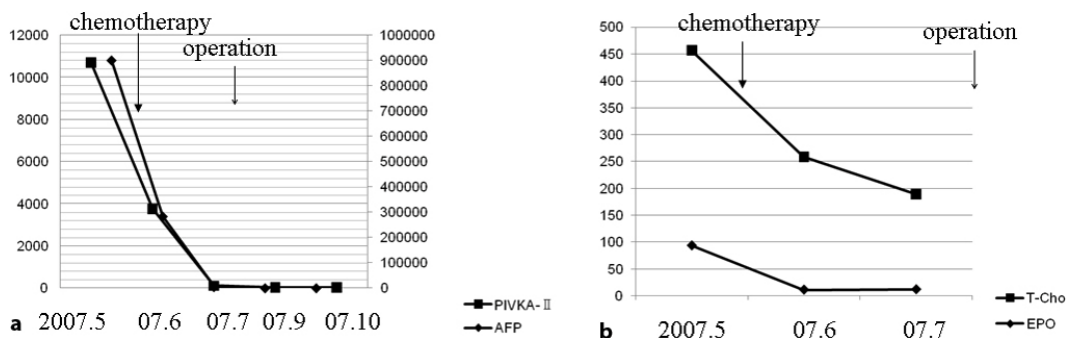 chemotherapy
operation
12000
10000
8000
6000
4000
2000
0
1000000
900000
800000
700000
600000
500000
400000
300000
200000
100000
0
2007.5 07.6 07.7 07.9 07.10
PIVKA-Ⅱ
AFP
a
chemotherapy
operation
500
450
400
350
300
250
200
150
100
50
0
2007.5 07.6 07.7
T-Cho
EPO
b